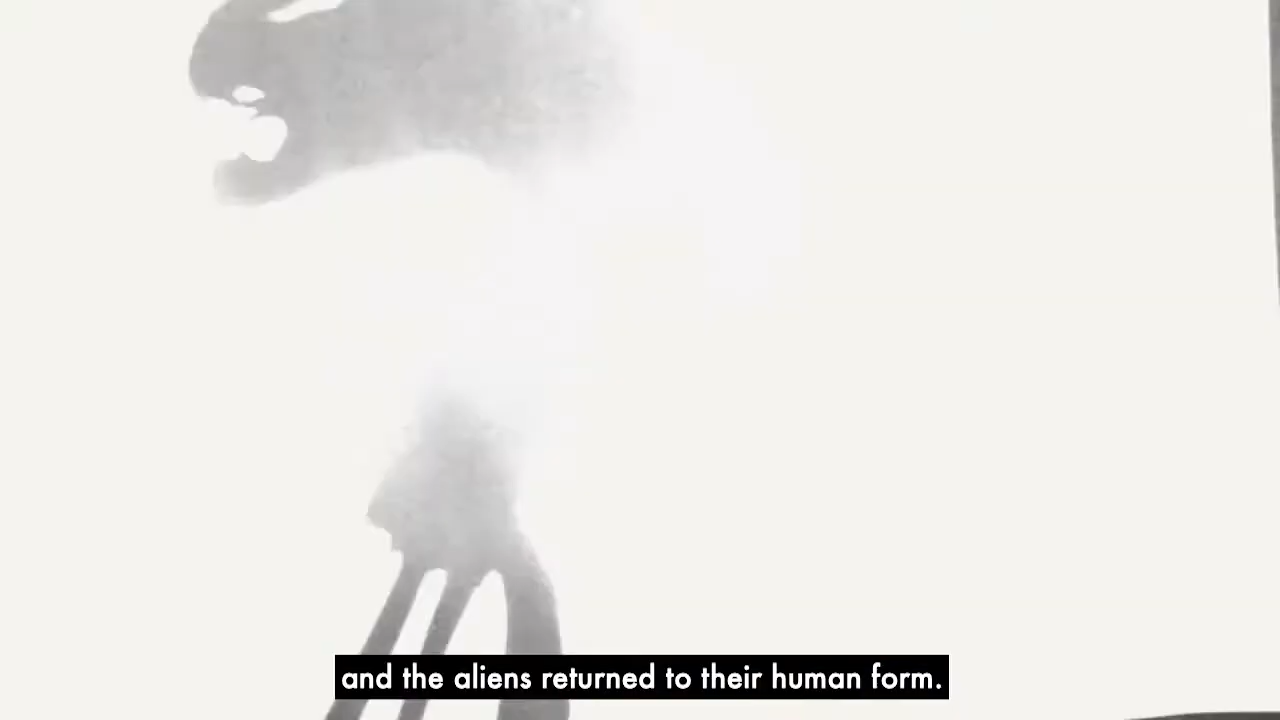 and the aliens returned to their human form.